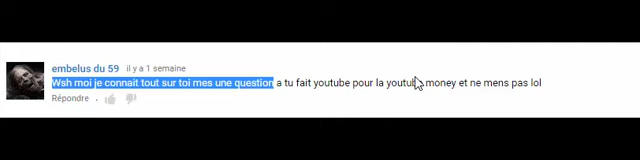 embelus du 59 il y a 1 semaine
Wsh moi je connait tout sur toi mes une question a tu fait youtube pour la youtube money et ne mens pas lol
Répondre